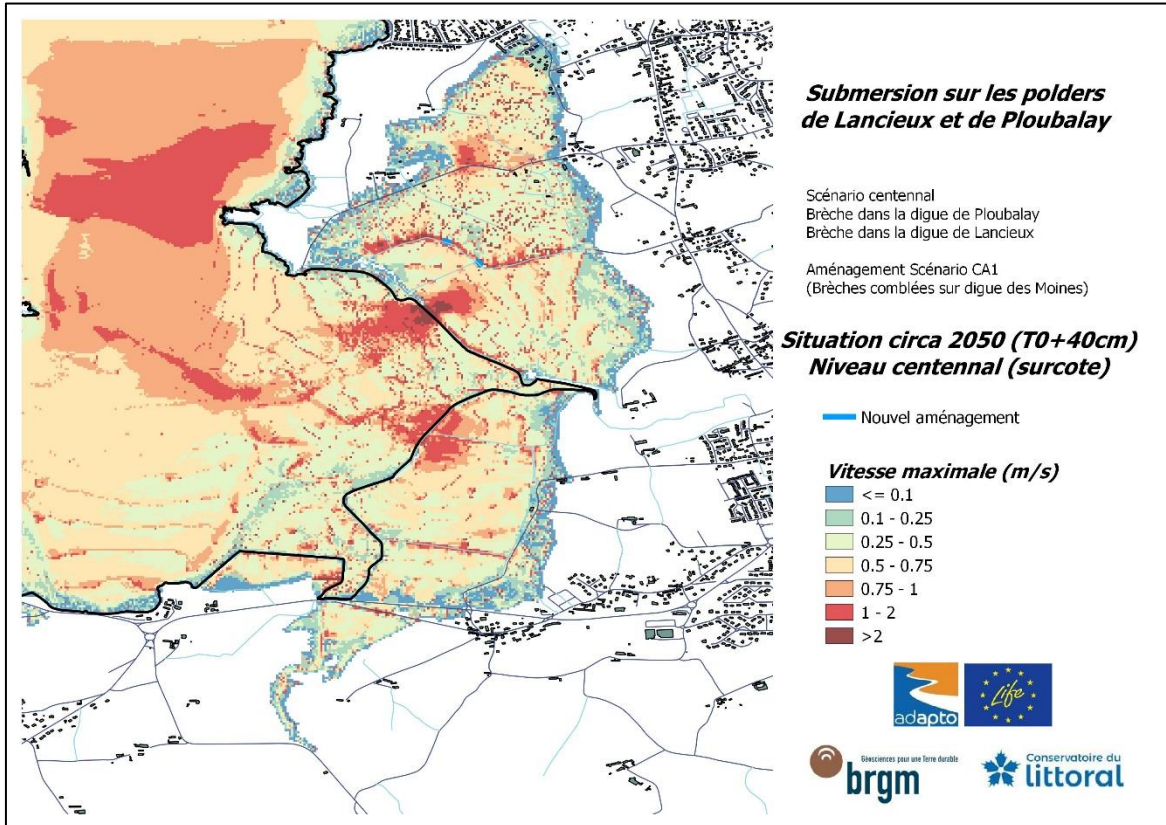 Submersion sur les polders
de Lancieux et de Ploubalay
Scénario centennal
Brèche dans la digue de Ploubalay
Brèche dans la digue de Lancieux
Aménagement Scénario CA1
(Brèches comblées sur digue des Moines)
Situation circa 2050 (T0+40cm)
Niveau centennal (surcote)
Nouvel aménagement
Vitesse maximale (m/s)
<= 0.1
0.1 - 0.25
0.25 - 0.5
0.5 - 0.75
0.75 - 1
1 - 2
>2
adapto
Life
Géosciences pour une Terre durable
brgm
Conservatoire du
littoral